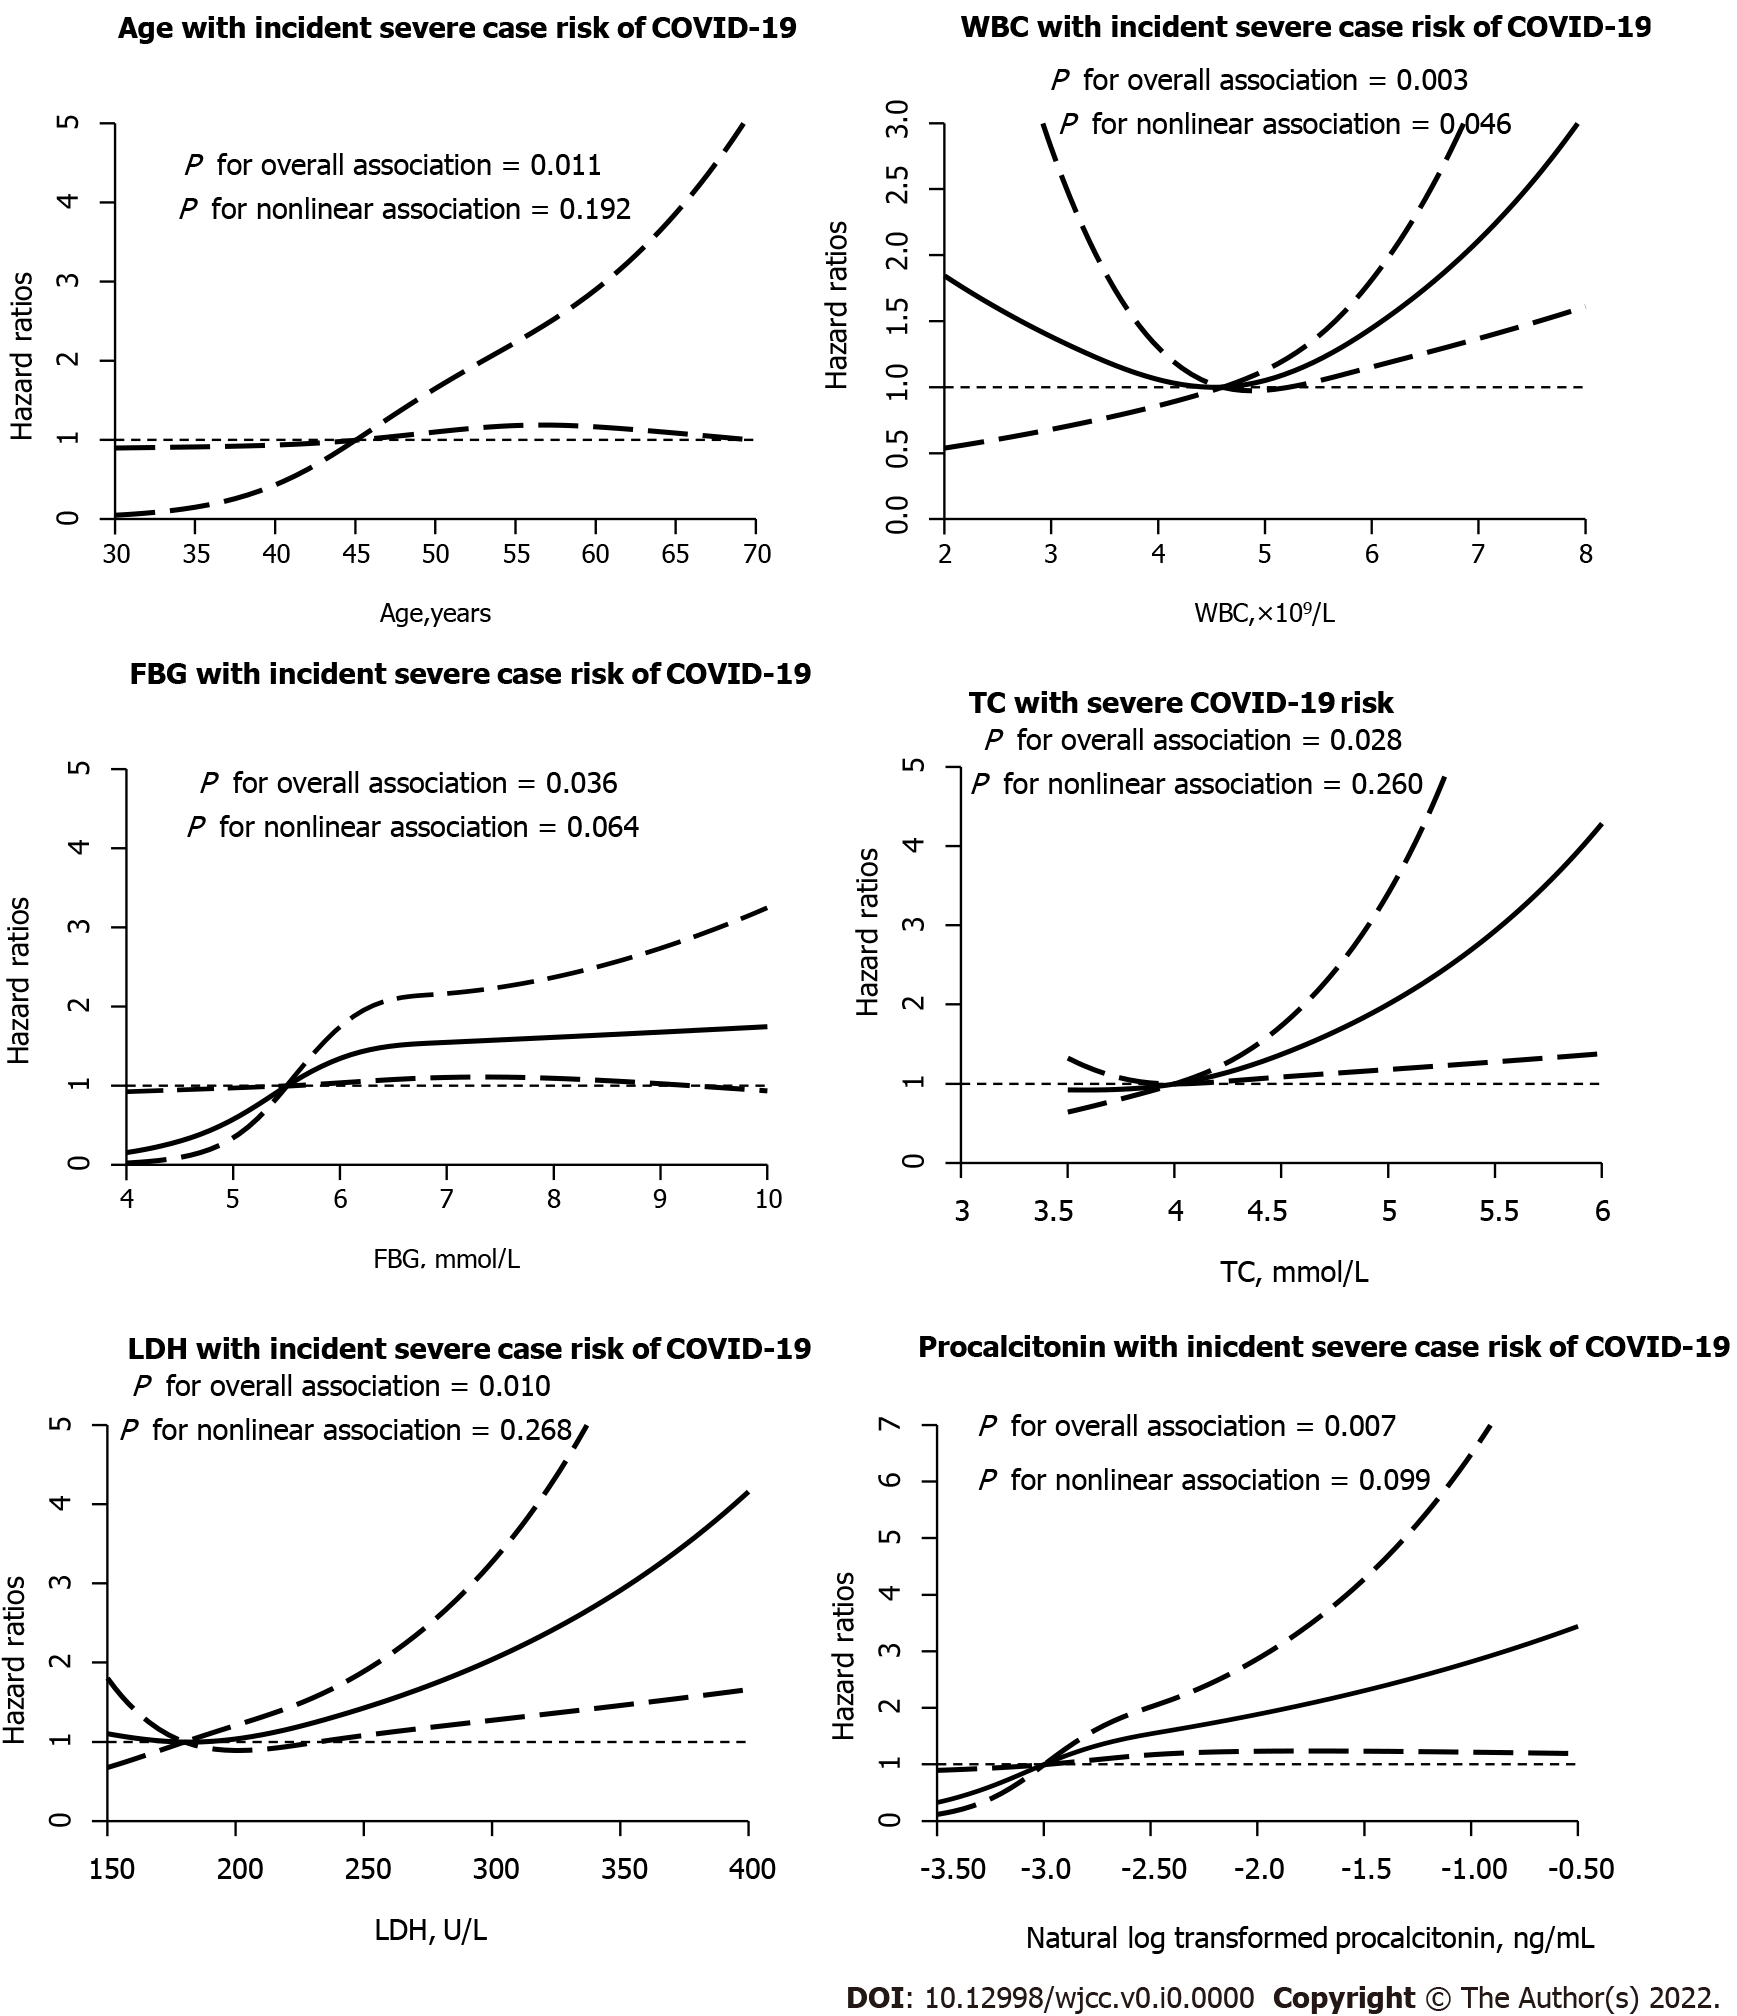 Age with incident severe case risk of COVID-19
P for overall association = 0.011
P for nonlinear association = 0.192
Hazard ratios
5
4
3
2
1
0
30 35 40 45 50 55 60 65 70
Age,years
WBC with incident severe case risk of COVID-19
P for overall association = 0.003
P for nonlinear association = 0.046
Hazard ratios
3.0
2.5
2.0
1.5
1.0
0.5
0.0
2 3 4 5 6 7 8
WBC,×10⁹/L
FBG with incident severe case risk of COVID-19
P for overall association = 0.036
P for nonlinear association = 0.064
Hazard ratios
5
4
3
2
1
0
4 5 6 7 8 9 10
FBG, mmol/L
TC with severe COVID-19 risk
P for overall association = 0.028
P for nonlinear association = 0.260
Hazard ratios
5
4
3
2
1
0
3 3.5 4 4.5 5 5.5 6
TC, mmol/L
LDH with incident severe case risk of COVID-19
P for overall association = 0.010
P for nonlinear association = 0.268
Hazard ratios
5
4
3
2
1
0
150 200 250 300 350 400
LDH, U/L
Procalcitonin with inicdent severe case risk of COVID-19
P for overall association = 0.007
P for nonlinear association = 0.099
Hazard ratios
7
6
5
4
3
2
1
0
-3.50 -3.0 -2.50 -2.0 -1.5 -1.00 -0.50
Natural log transformed procalcitonin, ng/mL
DOI: 10.12998/wjcc.v0.i0.0000 Copyright © The Author(s) 2022.